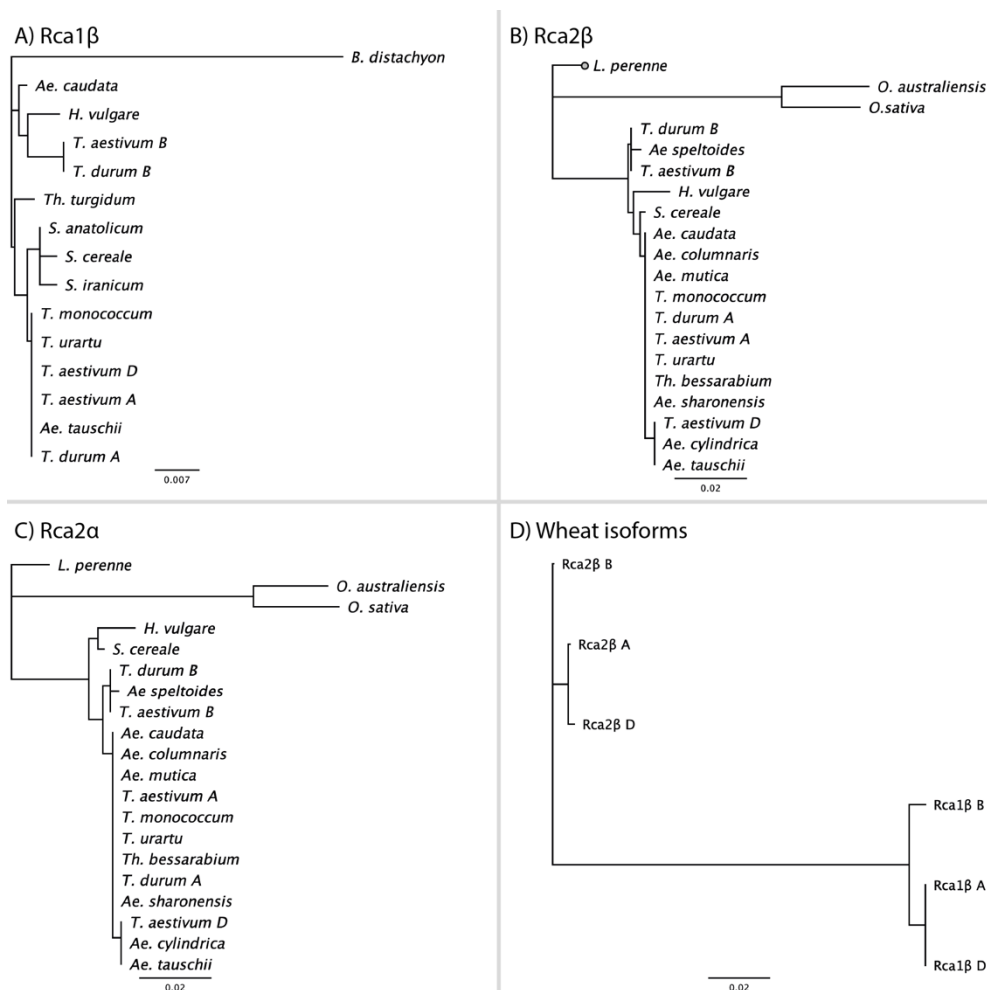 A) Rca1β
B. distachyon
Ae. caudata
H. vulgare
T. aestivum B
T. durum B
Th. turgidum
S. anatolicum
S. cereale
S. iranicum
T. monococcum
T. urartu
T. aestivum D
T. aestivum A
Ae. tauschii
T. durum A
0.007
B) Rca2β
L. perenne
O. australiensis
O.sativa
T. durum B
Ae speltoides
T. aestivum B
H. vulgare
S. cereale
Ae. caudata
Ae. columnaris
Ae. mutica
T. monococcum
T. durum A
T. aestivum A
T. urartu
Th. bessarabium
Ae. sharonensis
T. aestivum D
Ae. cylindrica
Ae. tauschii
0.02
C) Rca2α
L. perenne
O. australiensis
O. sativa
H. vulgare
S. cereale
T. durum B
Ae speltoides
T. aestivum B
Ae. caudata
Ae. columnaris
Ae. mutica
T. aestivum A
T. monococcum
T. urartu
Th. bessarabium
T. durum A
Ae. sharonensis
T. aestivum D
Ae. cylindrica
Ae. tauschii
0.02
D) Wheat isoforms
Rca2β B
Rca2β A
Rca2β D
Rca1β B
Rca1β A
Rca1β D
0.02